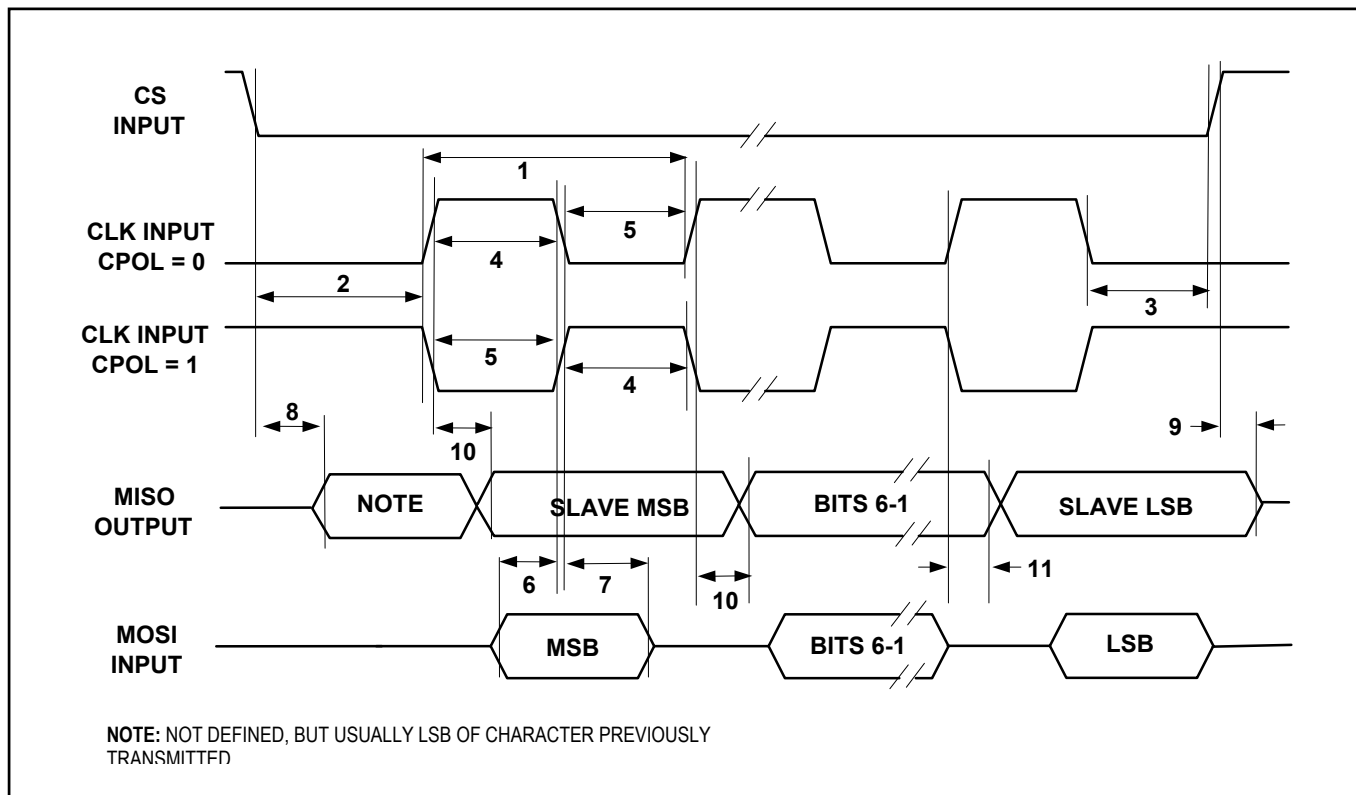 CS
INPUT
1
5
CLK INPUT
CPOL = 0
4
2
3
CLK INPUT
CPOL = 1
5
4
8
9
10
MISO
OUTPUT
NOTE
SLAVE MSB
BITS 6-1
SLAVE LSB
6
7
10
11
MOSI
INPUT
MSB
BITS 6-1
LSB
NOTE: NOT DEFINED, BUT USUALLY LSB OF CHARACTER PREVIOUSLY
TRANSMITTED